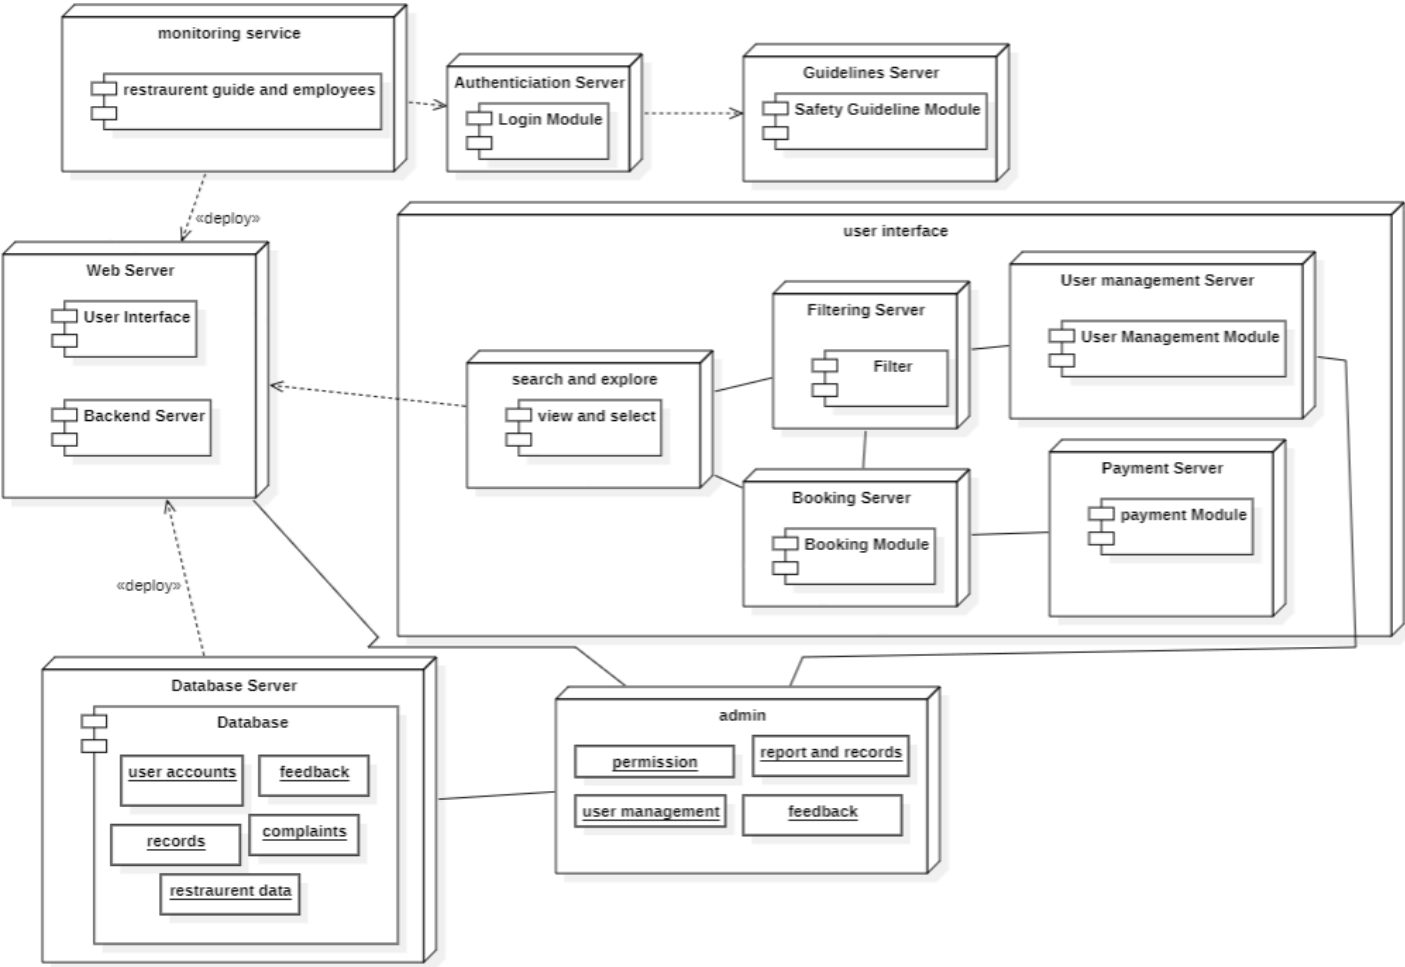 monitoring service
restraurent guide and employees
Authenticiation Server
Login Module
Guidelines Server
Safety Guideline Module
«deploy»
Web Server
User Interface
Backend Server
user interface
search and explore
view and select
Filtering Server
Filter
User management Server
User Management Module
Booking Server
Booking Module
Payment Server
payment Module
«deploy»
Database Server
Database
user accounts
feedback
records
complaints
restraurent data
admin
permission
report and records
user management
feedback